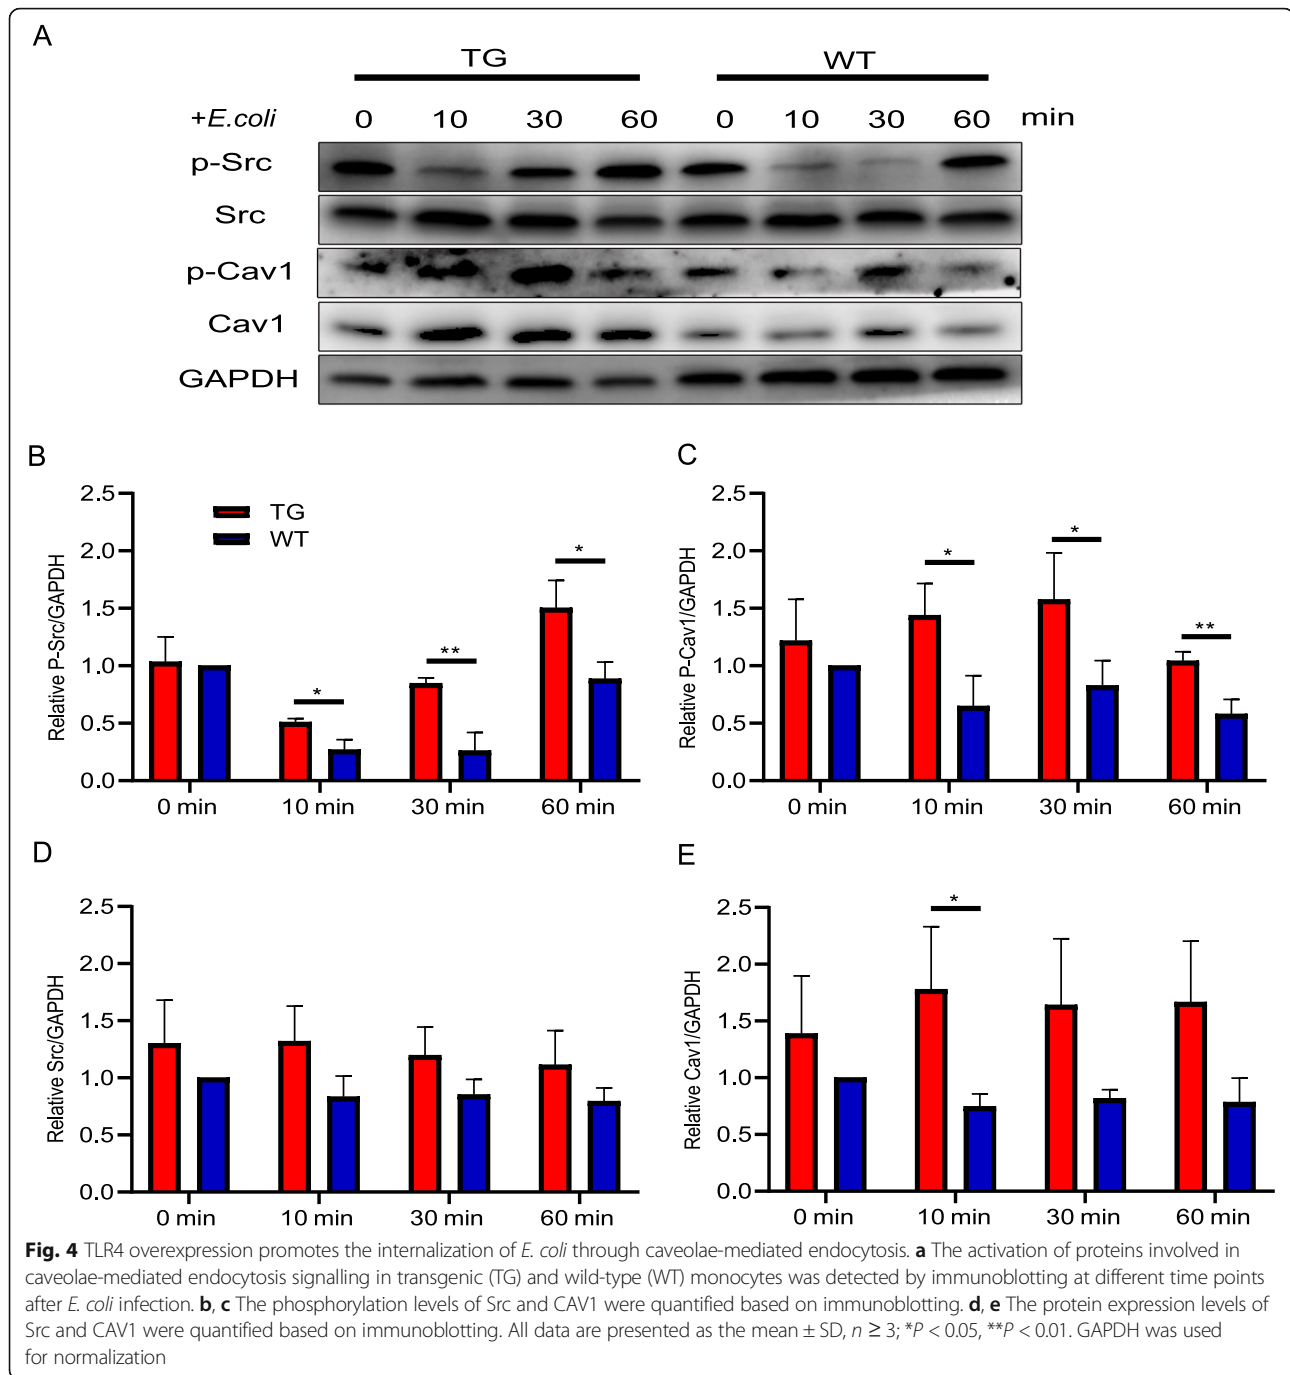 A
TG WT
+E.coli 0 10 30 60 0 10 30 60 min
p-Src
Src
p-Cav1
Cav1
GAPDH
B
Relative P-Src/GAPDH
2.5
2.0
1.5
1.0
0.5
0.0
TG
WT
* ** *
0 min 10 min 30 min 60 min
C
Relative P-Cav1/GAPDH
2.5
2.0
1.5
1.0
0.5
0.0
* * **
0 min 10 min 30 min 60 min
D
Relative Src/GAPDH
2.5
2.0
1.5
1.0
0.5
0.0
0 min 10 min 30 min 60 min
E
Relative Cav1/GAPDH
2.5
2.0
1.5
1.0
0.5
0.0
*
0 min 10 min 30 min 60 min
Fig. 4 TLR4 overexpression promotes the internalization of E. coli through caveolae-mediated endocytosis. a The activation of proteins involved in
caveolae-mediated endocytosis signalling in transgenic (TG) and wild-type (WT) monocytes was detected by immunoblotting at different time points
after E. coli infection. b, c The phosphorylation levels of Src and CAV1 were quantified based on immunoblotting. d, e The protein expression levels of
Src and CAV1 were quantified based on immunoblotting. All data are presented as the mean ± SD, n ≥ 3; *P < 0.05, **P < 0.01. GAPDH was used
for normalization